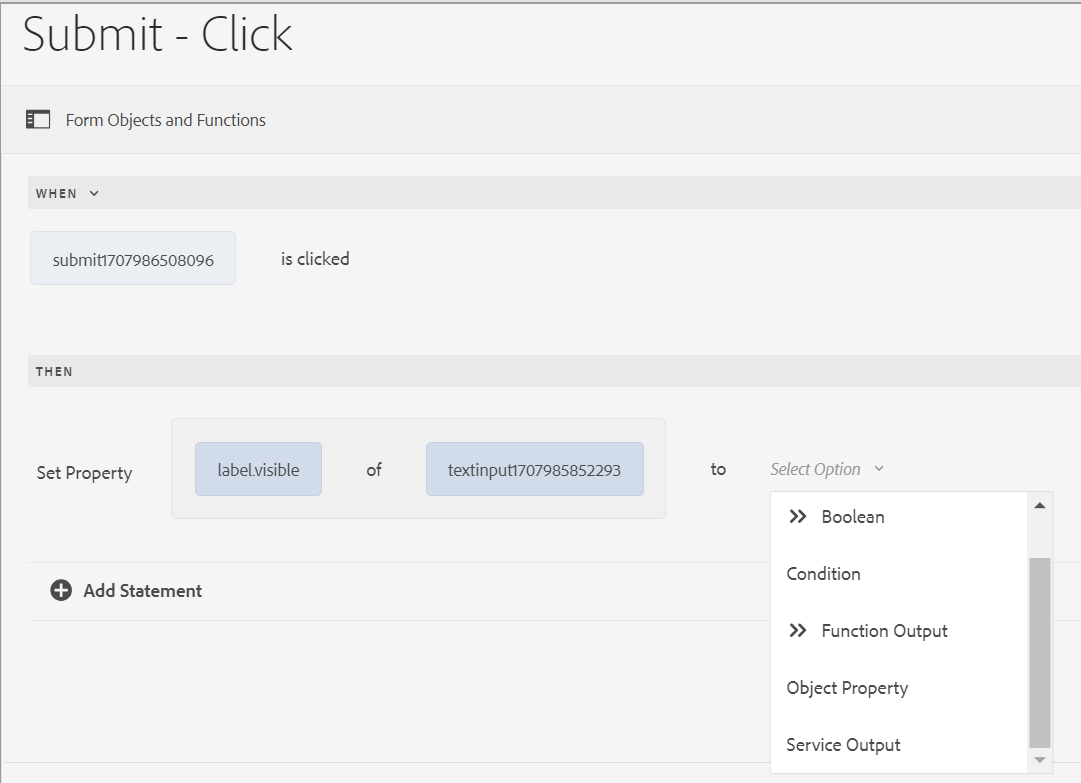 Submit - Click
Form Objects and Functions
WHEN
submit1707986508096 is clicked
THEN
Set Property label.visible of textinput1707985852293 to Select Option
Boolean
Condition
Function Output
Object Property
Service Output
Add Statement